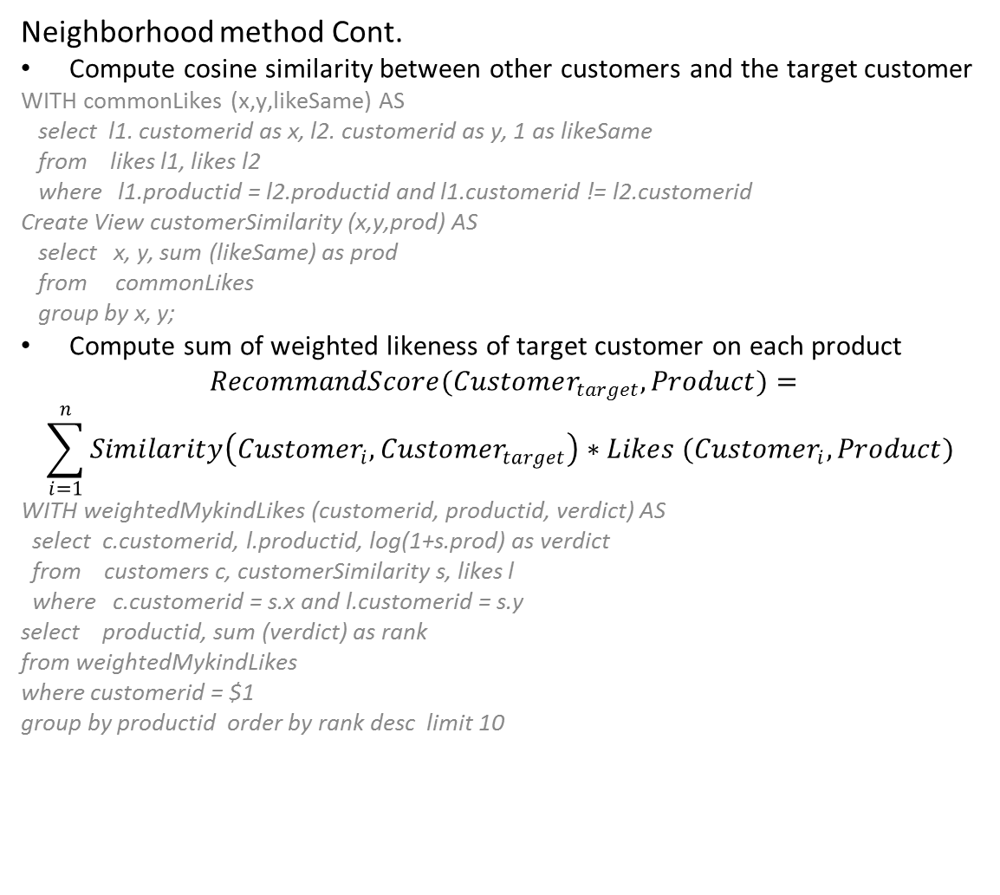 Neighborhood method Cont.
• Compute cosine similarity between other customers and the target customer
WITH commonLikes (x,y,likeSame) AS
select l1. customerid as x, l2. customerid as y, 1 as likeSame
from likes l1, likes l2
where l1.productid = l2.productid and l1.customerid != l2.customerid
Create View customerSimilarity (x,y,prod) AS
select x, y, sum (likeSame) as prod
from commonLikes
group by x, y;
• Compute sum of weighted likeness of target customer on each product
RecommandScore(Customer_target, Product) =
∑_{i=1}^{n} Similarity(Customer_i, Customer_target) * Likes (Customer_i, Product)
WITH weightedMykindLikes (customerid, productid, verdict) AS
select c.customerid, l.productid, log(1+s.prod) as verdict
from customers c, customerSimilarity s, likes l
where c.customerid = s.x and l.customerid = s.y
select productid, sum (verdict) as rank
from weightedMykindLikes
where customerid = $1
group by productid order by rank desc limit 10